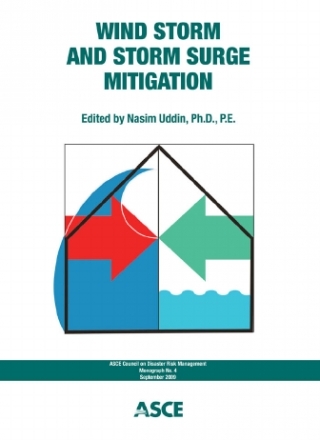 WIND STORM
AND STORM SURGE
MITIGATION
Edited by Nasim Uddin, Ph.D., P.E.
ASCE Council on Disaster Risk Management
Monograph No. 4
September 2009
ASCE